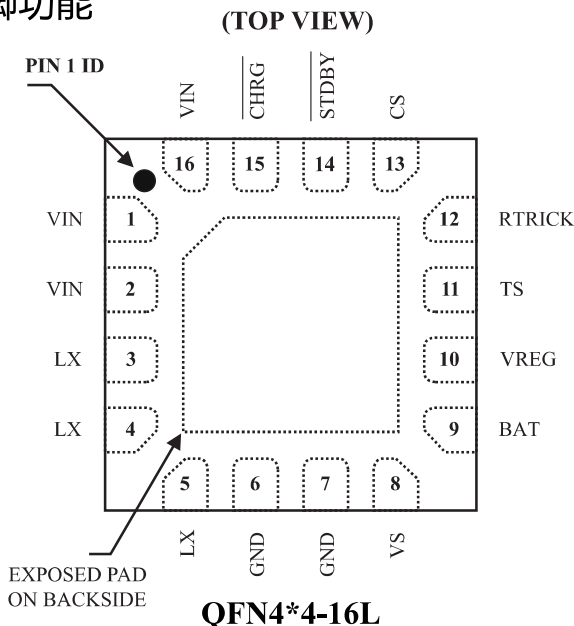 脚功能
(TOP VIEW)
PIN 1 ID
VIN
CHRG
STDBY
CS
16
15
14
13
VIN
1
12
RTRICK
VIN
2
11
TS
LX
3
10
VREG
LX
4
9
BAT
5
6
7
8
LX
GND
GND
VS
EXPOSED PAD
ON BACKSIDE
QFN4*4-16L